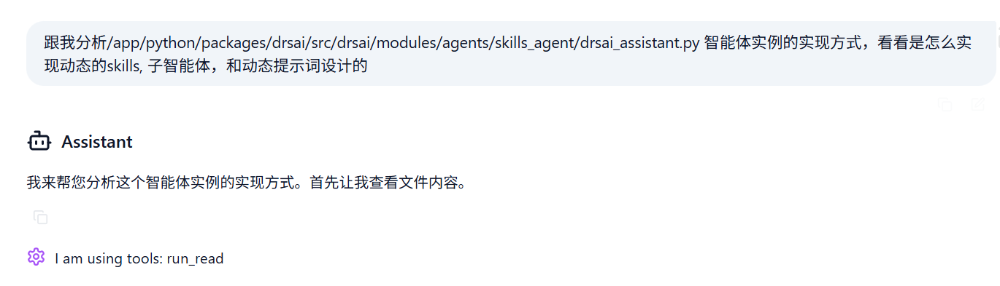 跟我分析/app/python/packages/drsai/src/drsai/modules/agents/skills_agent/drsai_assistant.py 智能体实例的实现方式，看看是怎么实
现动态的skills, 子智能体，和动态提示词设计的
Assistant
我来帮您分析这个智能体实例的实现方式。首先让我查看文件内容。
I am using tools: run_read